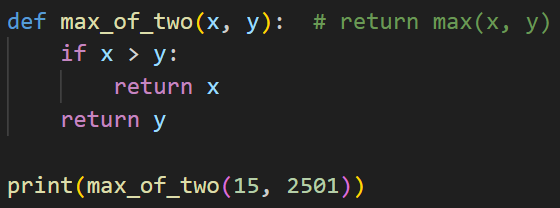 def max_of_two(x, y):  # return max(x, y)
    if x > y:
        return x
    return y

print(max_of_two(15, 2501))